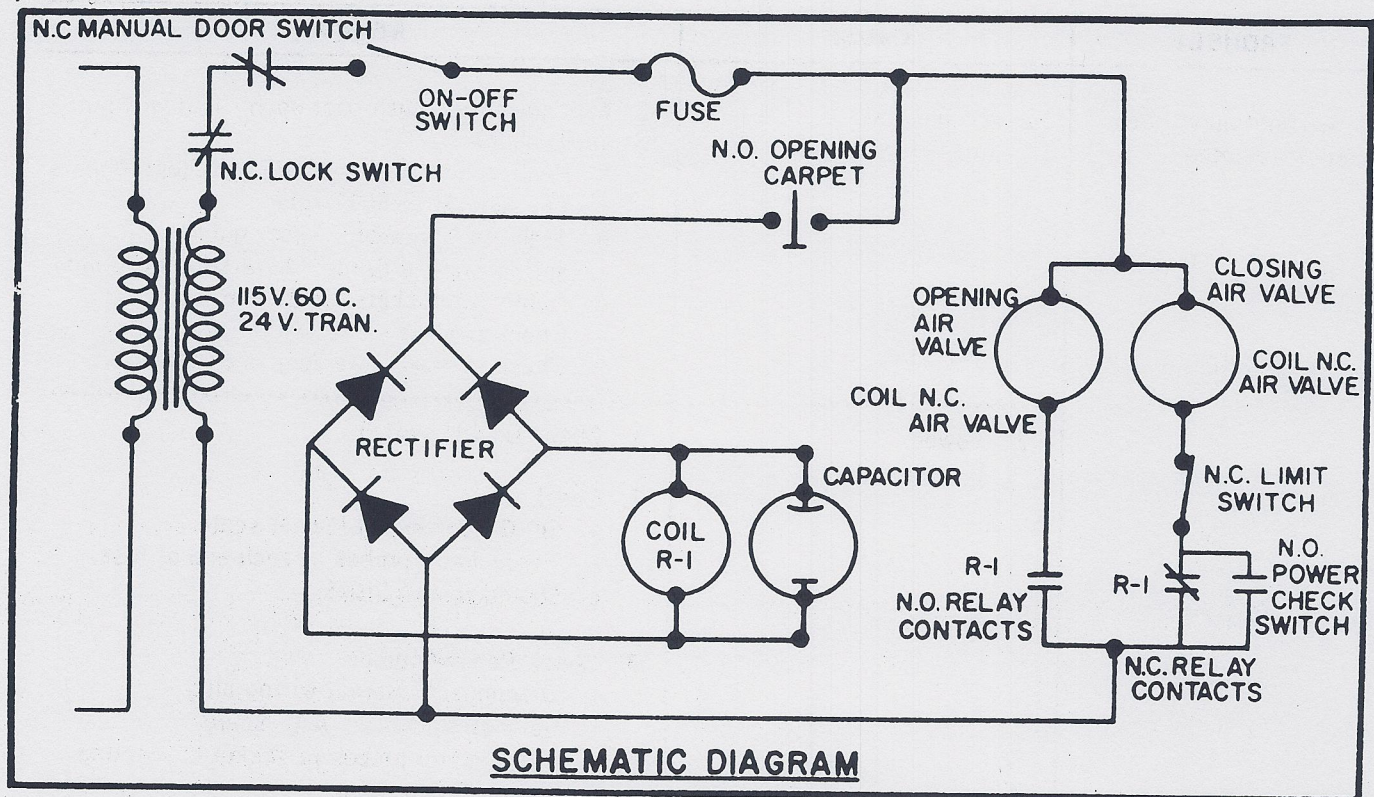 N.C MANUAL DOOR SWITCH
ON-OFF
SWITCH
FUSE
N.O. OPENING
CARPET
N.C. LOCK SWITCH
115V. 60 C.
24 V. TRAN.
OPENING
AIR
VALVE
CLOSING
AIR VALVE
COIL N.C.
AIR VALVE
COIL N.C.
AIR VALVE
RECTIFIER
CAPACITOR
N.C. LIMIT
SWITCH
COIL
R-1
R-1
N.O. RELAY
CONTACTS
R-1
N.O.
POWER
CHECK
SWITCH
N.C. RELAY
CONTACTS
SCHEMATIC DIAGRAM